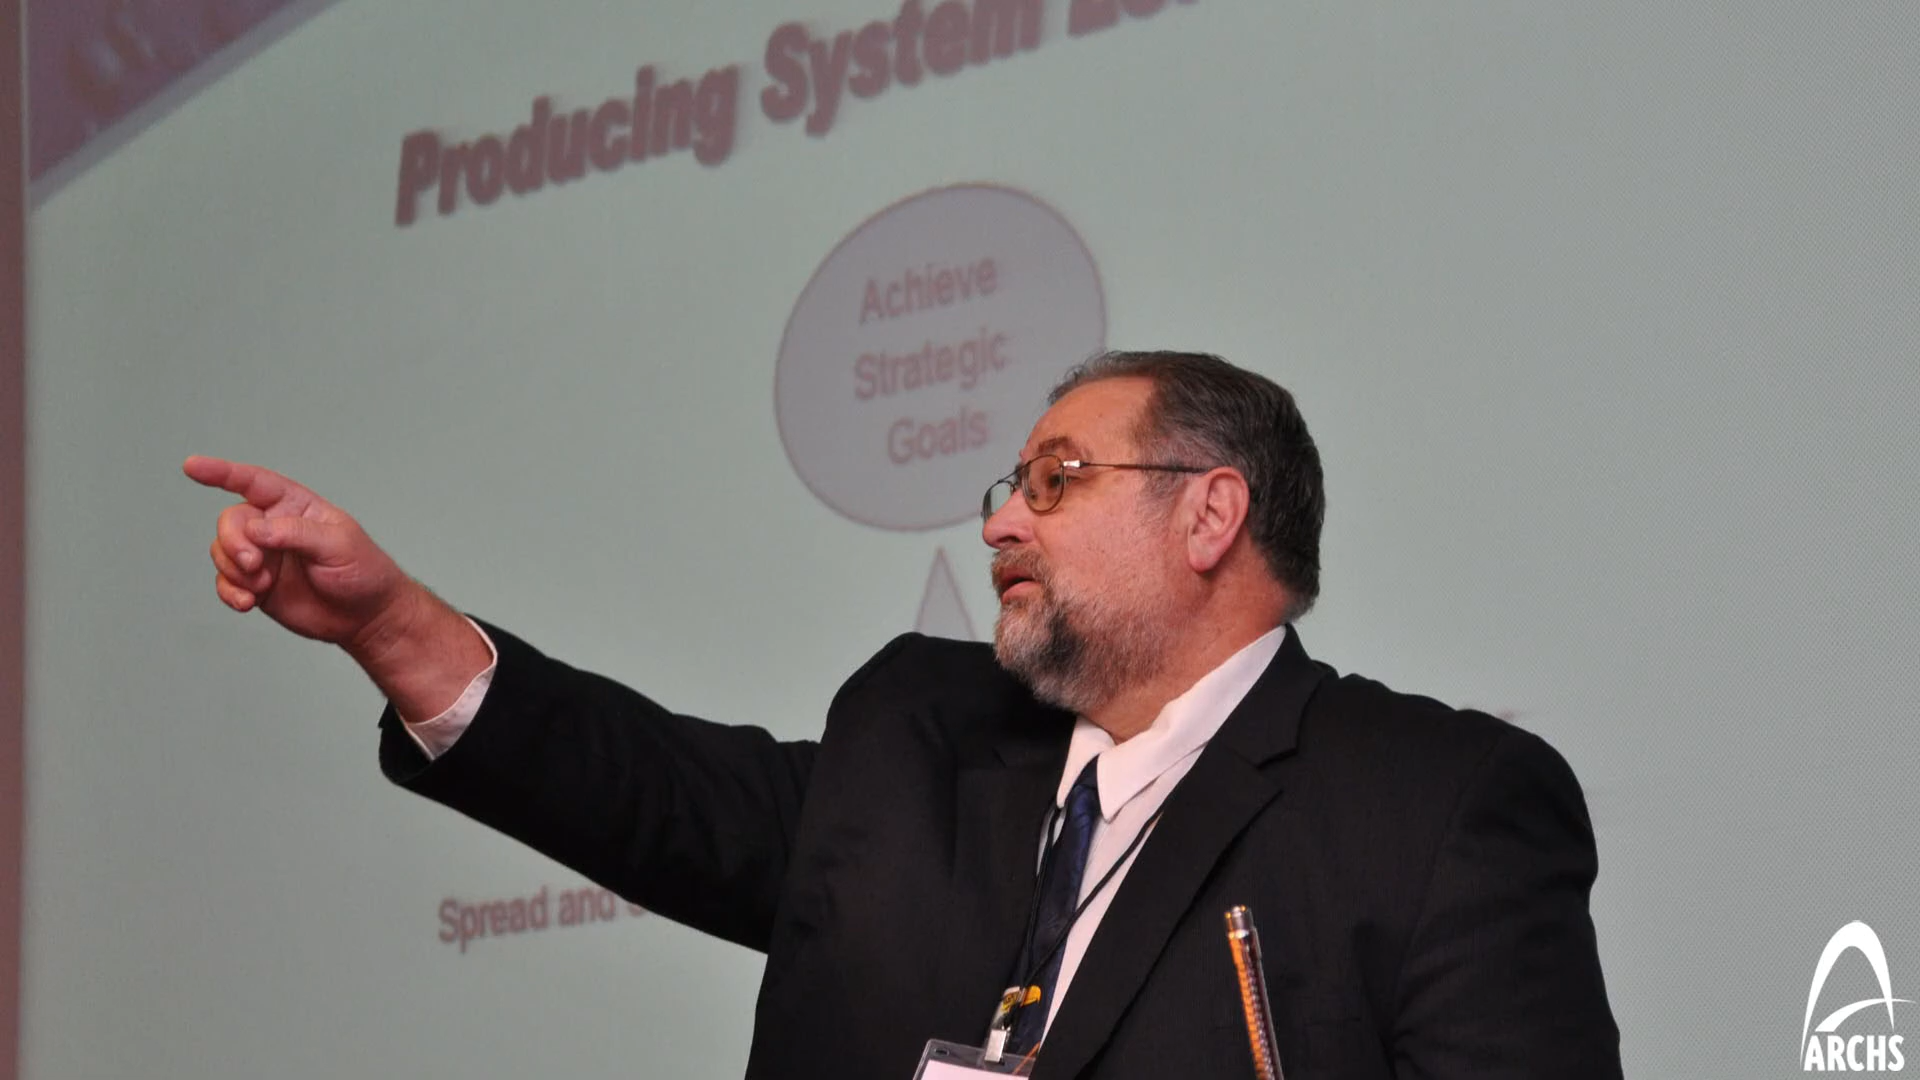 Producing System
Achieve
Strategic
Goals
Spread and
ARCHS